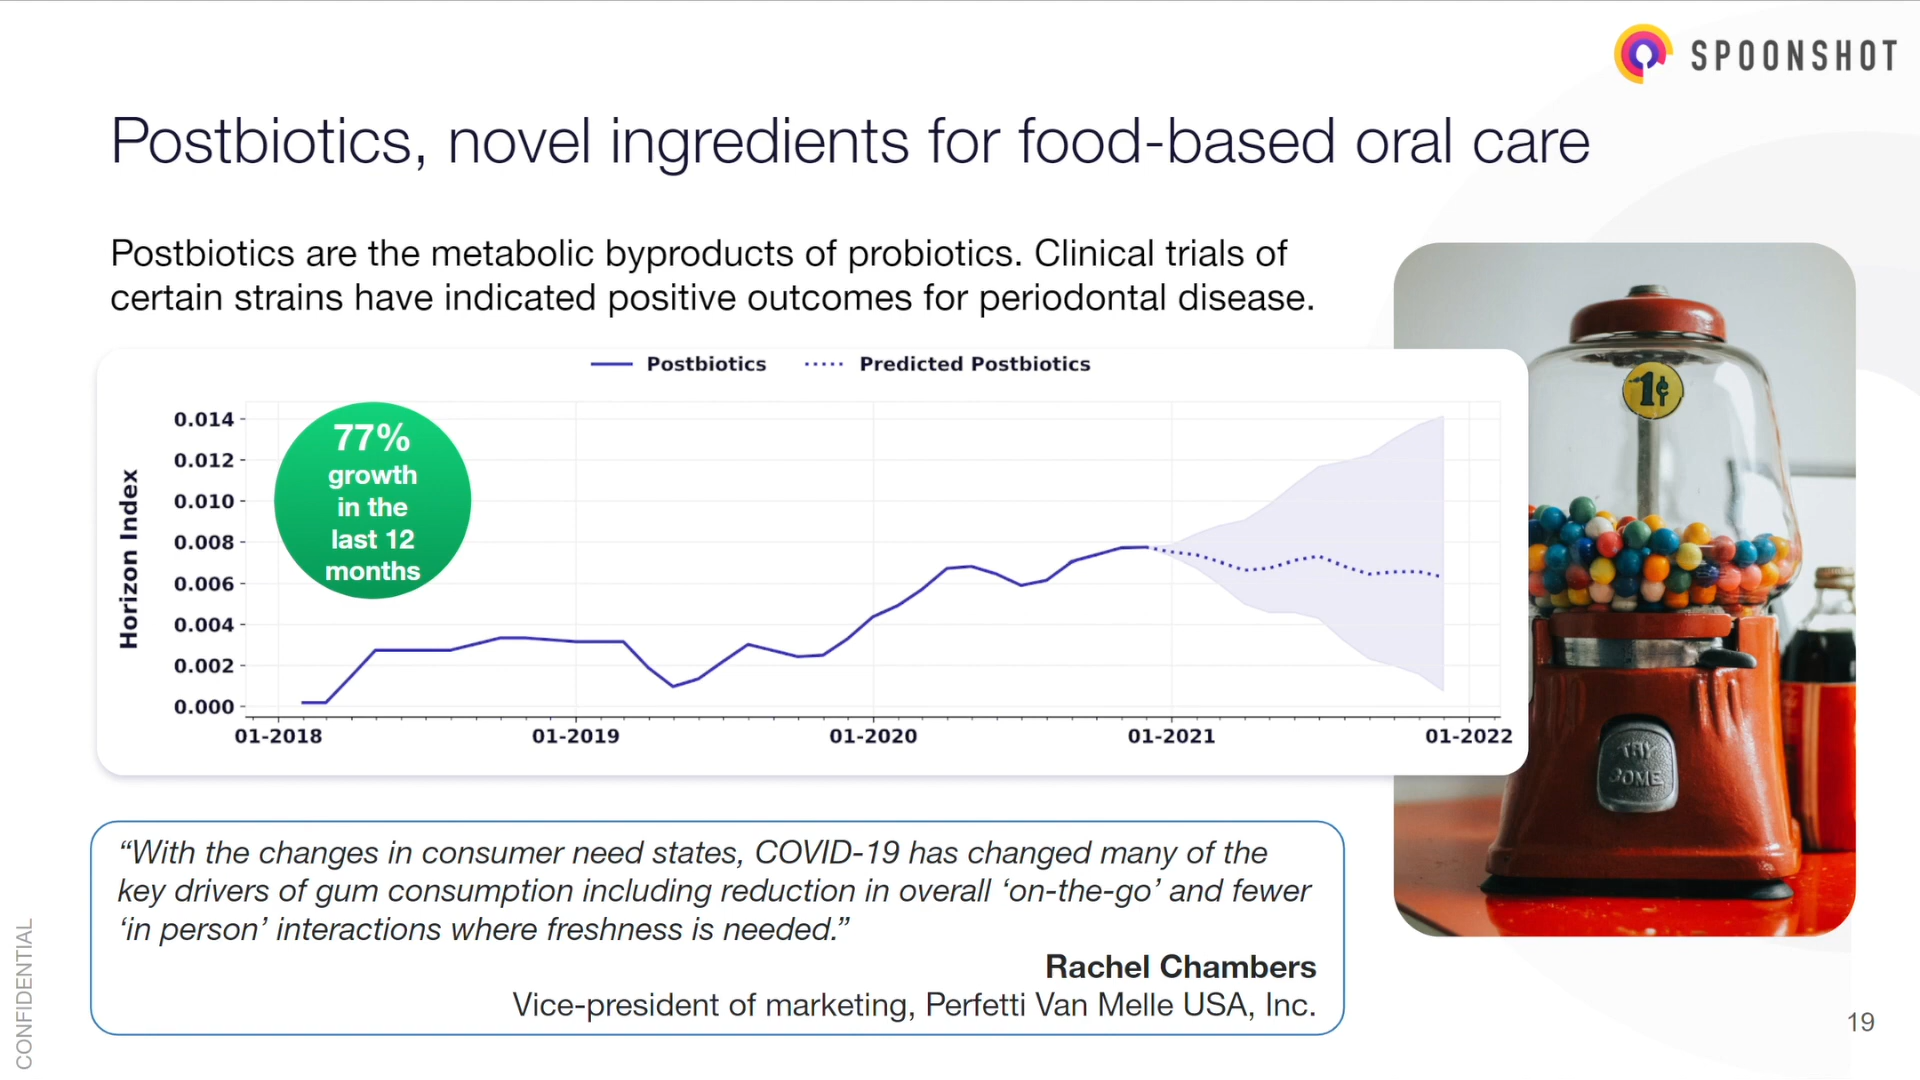 SPOONSHOT
Postbiotics, novel ingredients for food-based oral care
Postbiotics are the metabolic byproducts of probiotics. Clinical trials of
certain strains have indicated positive outcomes for periodontal disease.
Postbiotics
Predicted Postbiotics
Horizon Index
0.014
0.012
0.010
0.008
0.006
0.004
0.002
0.000
77%
growth
in the
last 12
months
01-2018
01-2019
01-2020
01-2021
01-2022
1¢
TRY
SOME
“With the changes in consumer need states, COVID-19 has changed many of the
key drivers of gum consumption including reduction in overall ‘on-the-go’ and fewer
‘in person’ interactions where freshness is needed.”
Rachel Chambers
Vice-president of marketing, Perfetti Van Melle USA, Inc.
CONFIDENTIAL
19